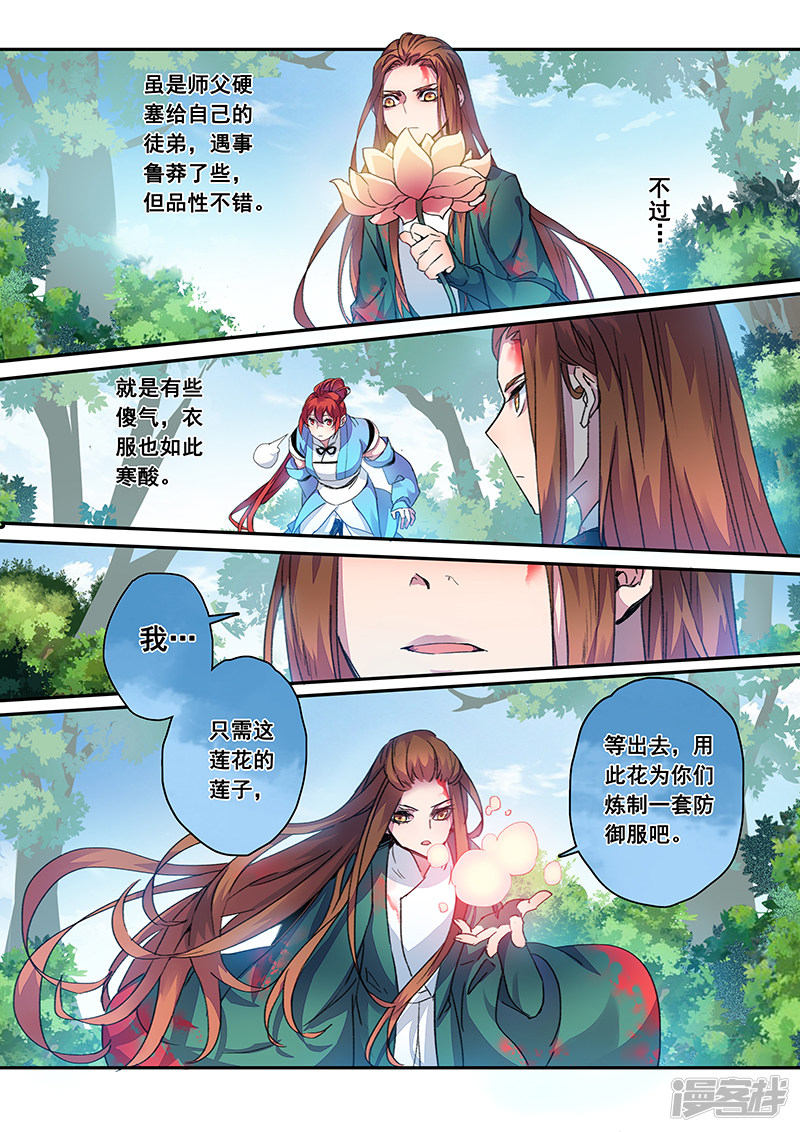 虽是师父硬
塞给自己的
徒弟，遇事
鲁莽了些，
但品性不错。
不过…
就是有些
傻气，衣
服也如此
寒酸。
我…
只需这
莲花的
莲子，
等出去，用
此花为你们
炼制一套防
御服吧。
漫客栈